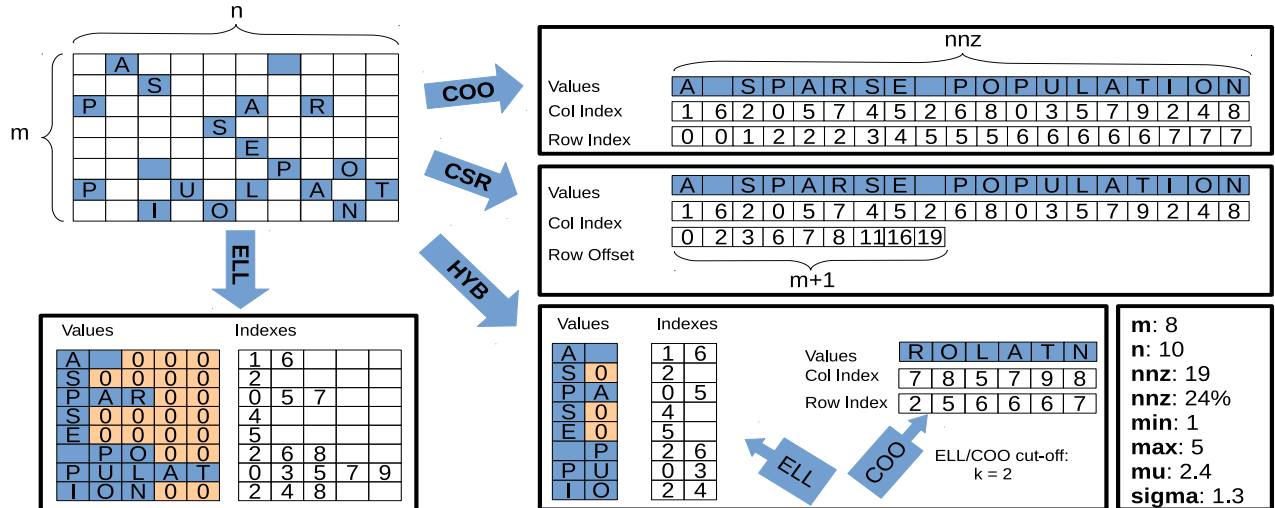 n
m
A
S
P A R
S
E
P O
P U L A T
I O N
COO
CSR
HYB
ELL
nnz
Values A S P A R S E P O P U L A T I O N
Col Index 1 6 2 0 5 7 4 5 2 6 8 0 3 5 7 9 2 4 8
Row Index 0 0 1 2 2 2 3 4 5 5 5 6 6 6 6 6 7 7 7
Values A S P A R S E P O P U L A T I O N
Col Index 1 6 2 0 5 7 4 5 2 6 8 0 3 5 7 9 2 4 8
Row Offset 0 2 3 6 7 8 11 16 19
m+1
Values Indexes
A 0 0 0 1 6
S 0 0 0 0 2
P A R 0 0 0 5 7
S 0 0 0 0 4
E 0 0 0 0 5
P O 0 0 2 6 8
P U L A T 0 3 5 7 9
I O N 0 0 2 4 8
Values Indexes
A 1 6
S 0 2
P A 0 5
S 0 4
E 0 5
P 2 6
P U 0 3
I O 2 4
ELL
COO
Values R O L A T N
Col Index 7 8 5 7 9 8
Row Index 2 5 6 6 6 7
ELL/COO cut-off:
k = 2
m: 8
n: 10
nnz: 19
nnz: 24%
min: 1
max: 5
mu: 2.4
sigma: 1.3